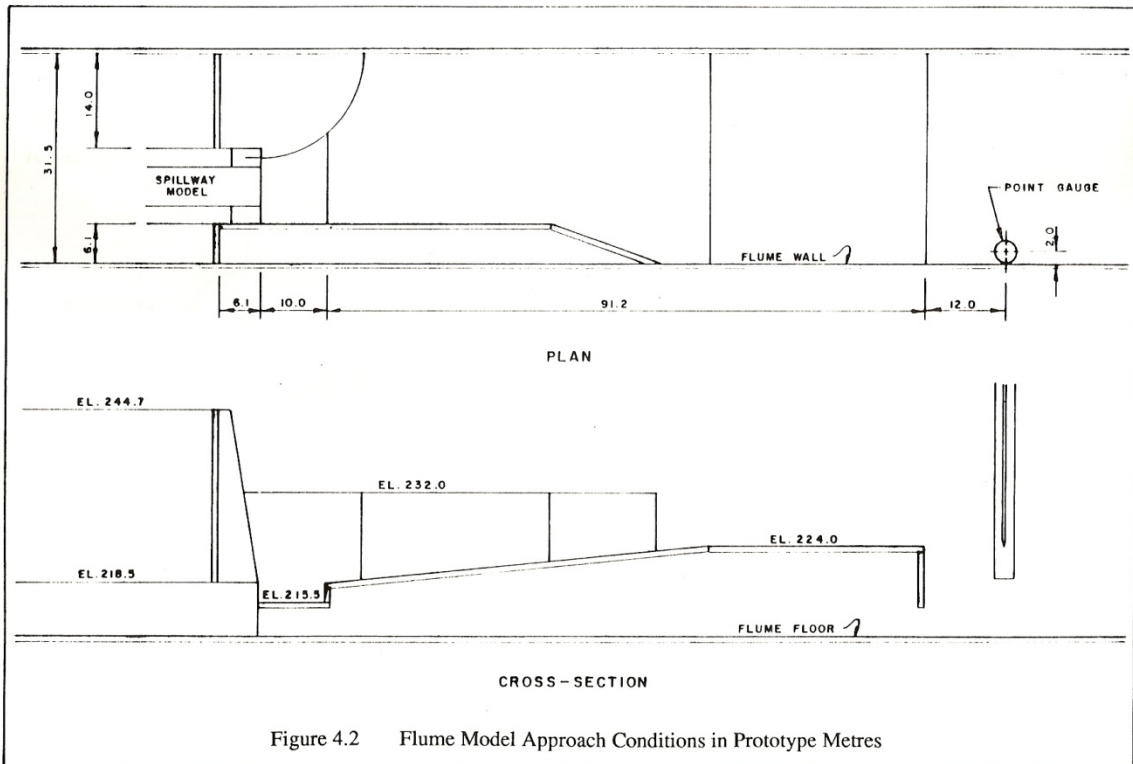 14.0
31.5
SPILLWAY
MODEL
6.1
POINT GAUGE
2.0
FLUME WALL
6.1
10.0
91.2
12.0
PLAN
EL. 244.7
EL. 232.0
EL. 224.0
EL. 218.5
EL. 215.5
FLUME FLOOR
CROSS-SECTION
Figure 4.2 Flume Model Approach Conditions in Prototype Metres